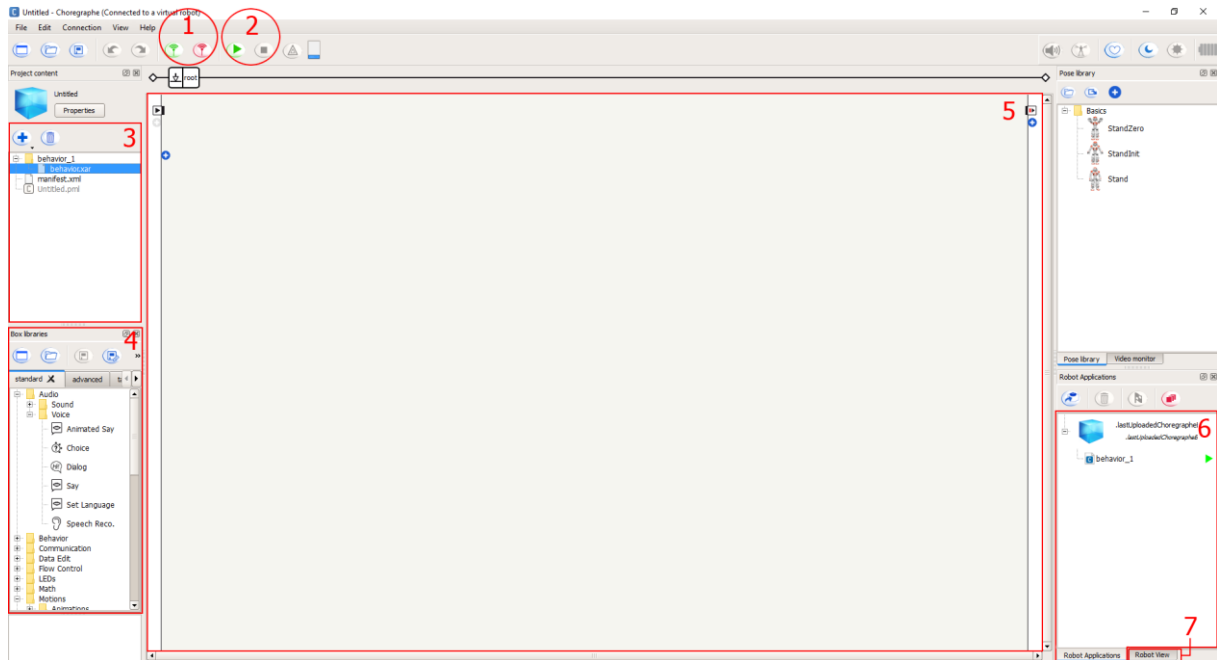 Untitled - Choregraphe (Connected to a virtual robot)
File Edit Connection View Help
1
2
Project content
Untitled
Properties
3
behavior_1
behavior.xar
manifest.xml
Untitled.pml
Box libraries
4
standard advanced
Audio
Sound
Voice
Animated Say
Choice
Dialog
Say
Set Language
Speech Reco.
Behavior
Communication
Data Edit
Flow Control
LEDs
Math
Motions
Animations
root
5
Pose library
Basics
StandZero
StandInit
Stand
Pose library Video monitor
Robot Applications
6
.lastUploadedChoregraphe
.lastUploadedChoregrapheB
behavior_1
7
Robot Applications Robot View